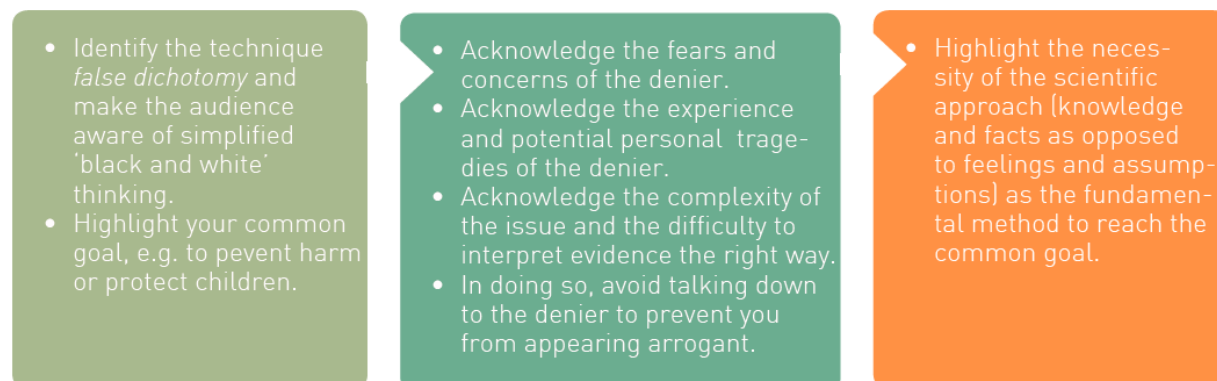 • Identify the technique
false dichotomy and
make the audience
aware of simplified
‘black and white’
thinking.
• Highlight your common
goal, e.g. to pevent harm
or protect children.
• Acknowledge the fears and
concerns of the denier.
• Acknowledge the experience
and potential personal trage-
dies of the denier.
• Acknowledge the complexity of
the issue and the difficulty to
interpret evidence the right way.
• In doing so, avoid talking down
to the denier to prevent you
from appearing arrogant.
• Highlight the neces-
sity of the scientific
approach (knowledge
and facts as opposed
to feelings and assump-
tions) as the fundamen-
tal method to reach the
common goal.